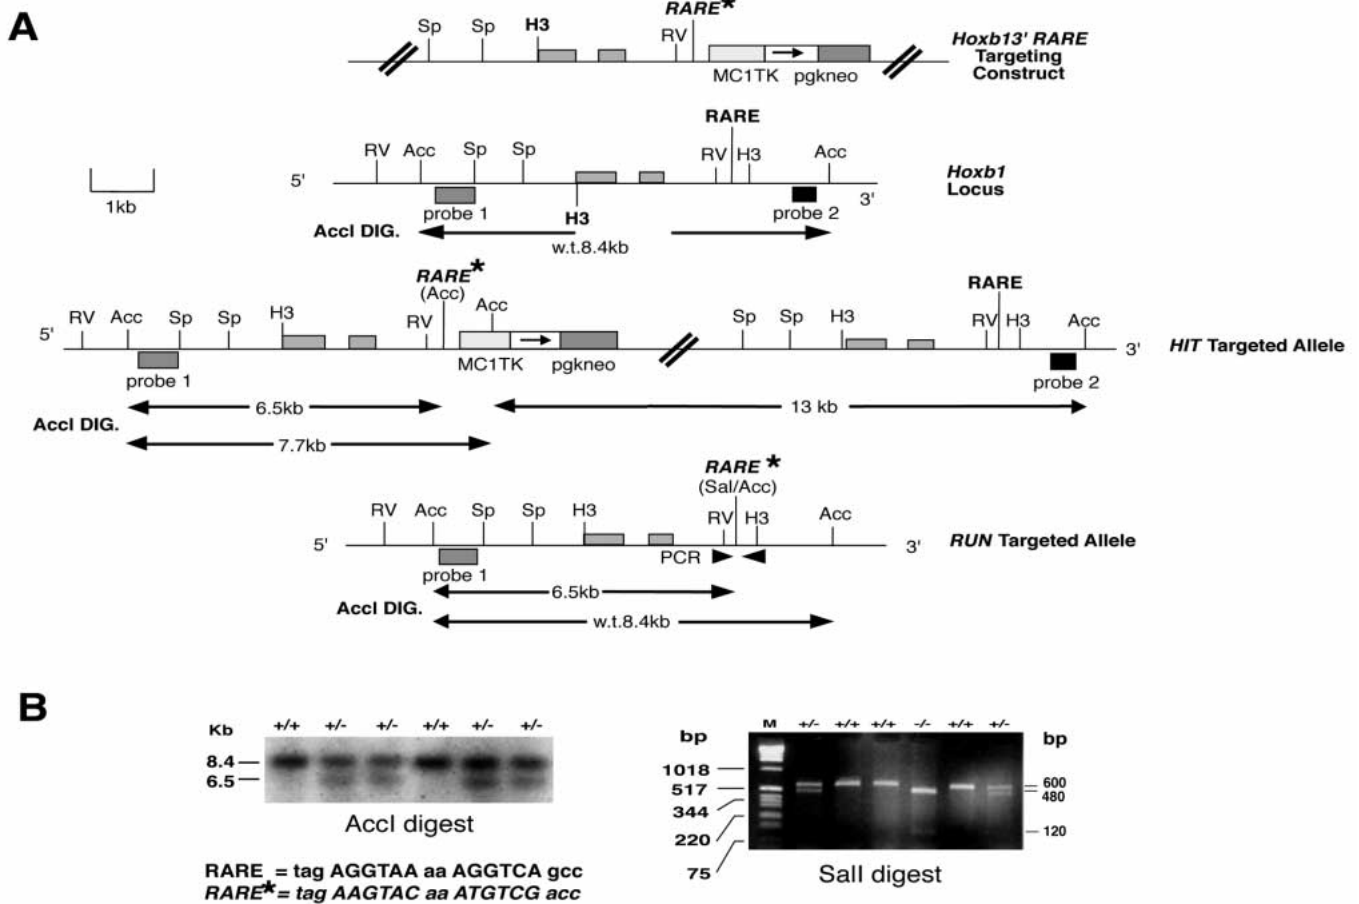 A
RARE*
Sp Sp H3 RV
Hoxb13' RARE
Targeting
Construct
MC1TK pgkneo
RARE
RV Acc Sp Sp RV H3 Acc
Hoxb1
Locus
5' 3'
1kb
probe 1 H3 probe 2
AccI DIG.
w.t.8.4kb
RARE*
(Acc)
RARE
RV Acc Sp Sp H3 RV Acc Sp Sp H3 RV H3 Acc
5' 3'
HIT Targeted Allele
probe 1 MC1TK pgkneo probe 2
6.5kb 13 kb
AccI DIG.
7.7kb
RARE *
(Sal/Acc)
RV Acc Sp Sp H3 RV H3 Acc
5' 3'
RUN Targeted Allele
PCR
probe 1
6.5kb
AccI DIG.
w.t.8.4kb
B
Kb +/+ +/- +/- +/+ +/- +/-
8.4
6.5
AccI digest
RARE = tag AGGTAA aa AGGTCA gcc
RARE*= tag AAGTAC aa ATGTCG acc
M +/- +/+ +/+ -/- +/+ +/-
bp bp
1018
517
344
220
75
600
480
120
SalI digest